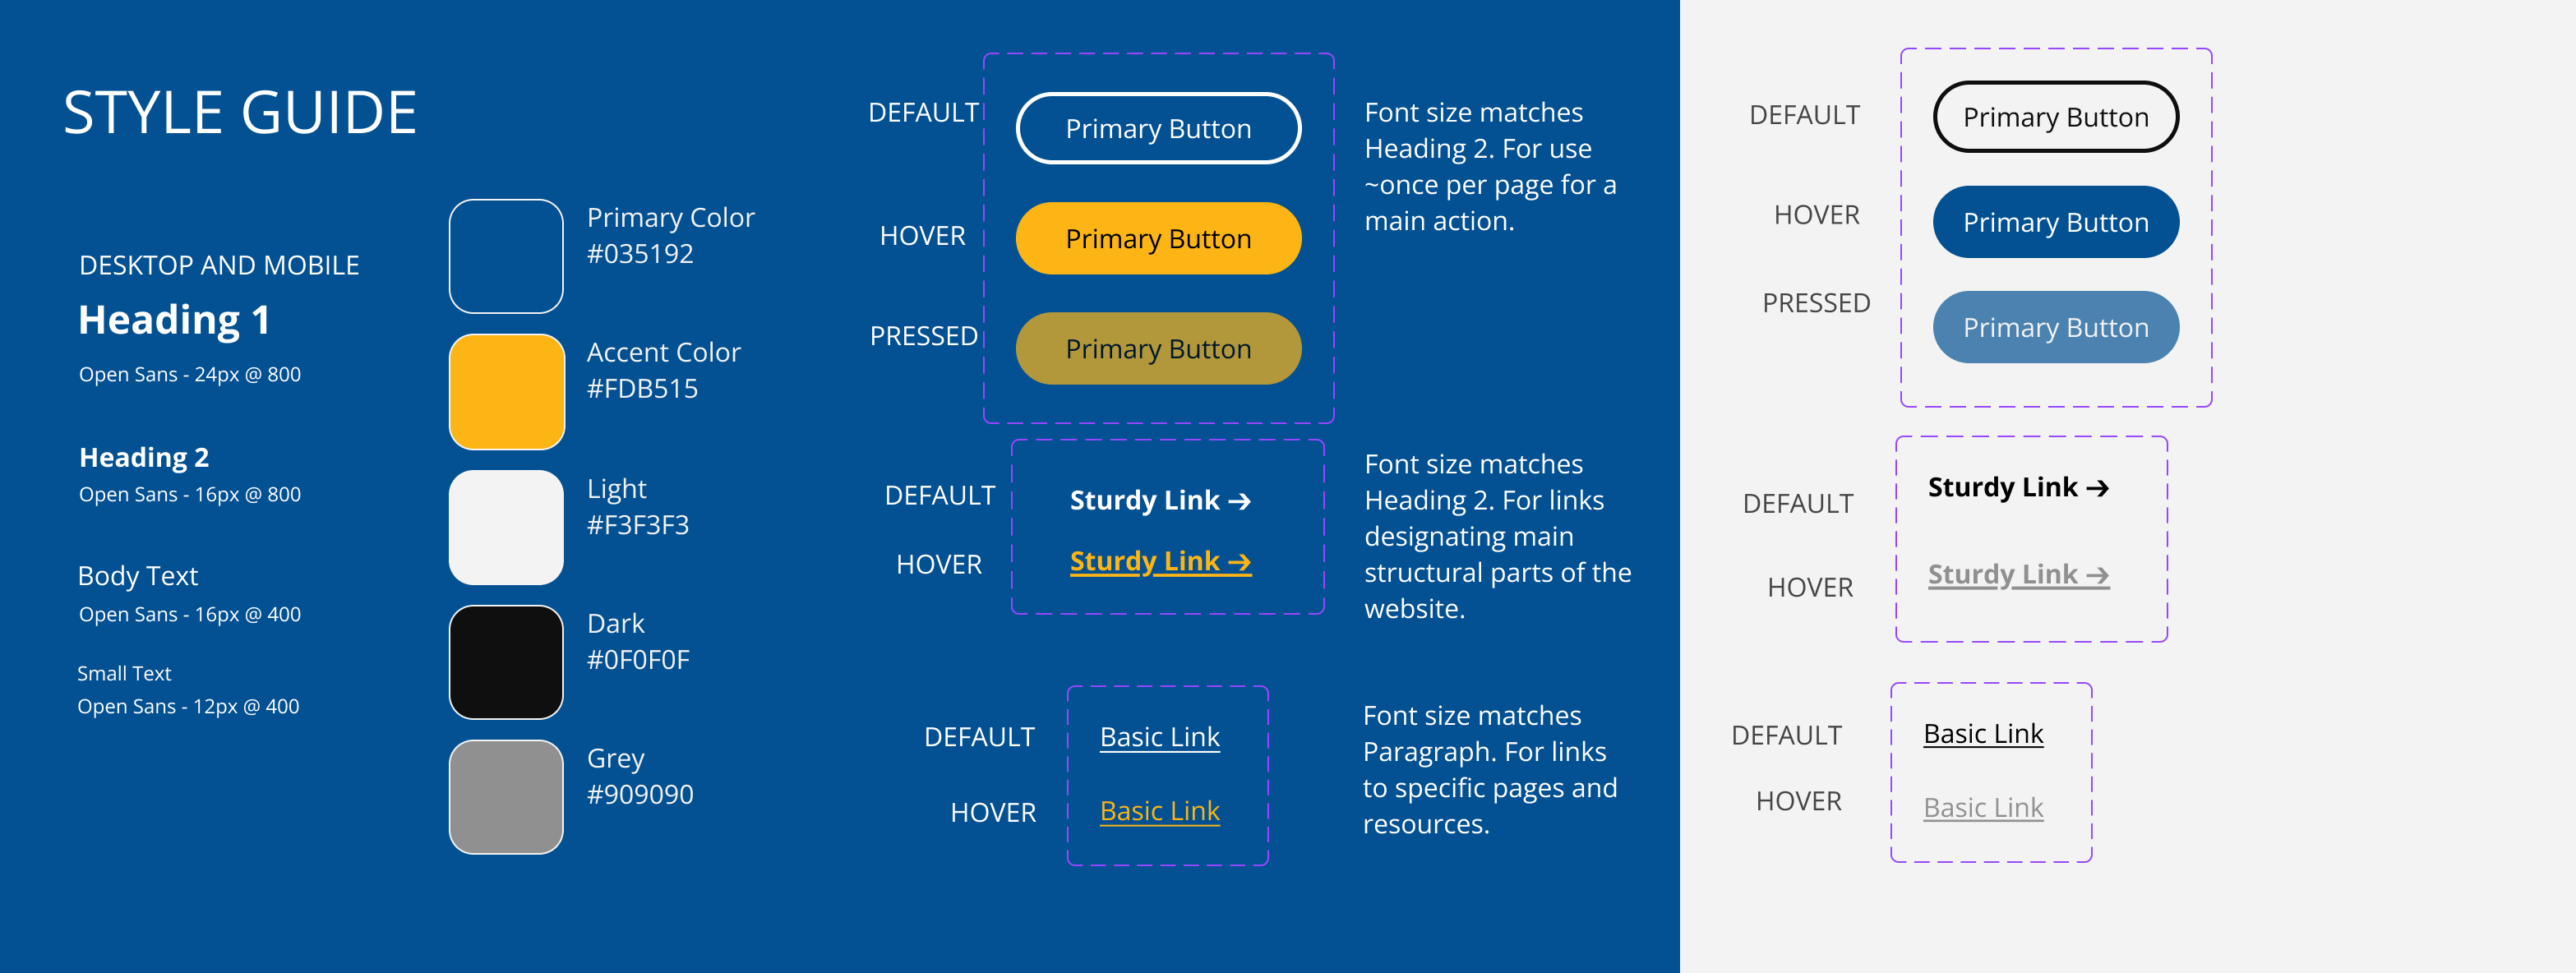 STYLE GUIDE
DESKTOP AND MOBILE
Heading 1
Open Sans - 24px @ 800
Heading 2
Open Sans - 16px @ 800
Body Text
Open Sans - 16px @ 400
Small Text
Open Sans - 12px @ 400
Primary Color
#035192
Accent Color
#FDB515
Light
#F3F3F3
Dark
#0F0F0F
Grey
#909090
DEFAULT
Primary Button
HOVER
Primary Button
PRESSED
Primary Button
Font size matches
Heading 2. For use
~once per page for a
main action.
DEFAULT
Sturdy Link →
HOVER
Sturdy Link →
Font size matches
Heading 2. For links
designating main
structural parts of the
website.
DEFAULT
Basic Link
HOVER
Basic Link
Font size matches
Paragraph. For links
to specific pages and
resources.
DEFAULT
Primary Button
HOVER
Primary Button
PRESSED
Primary Button
DEFAULT
Sturdy Link →
HOVER
Sturdy Link →
DEFAULT
Basic Link
HOVER
Basic Link